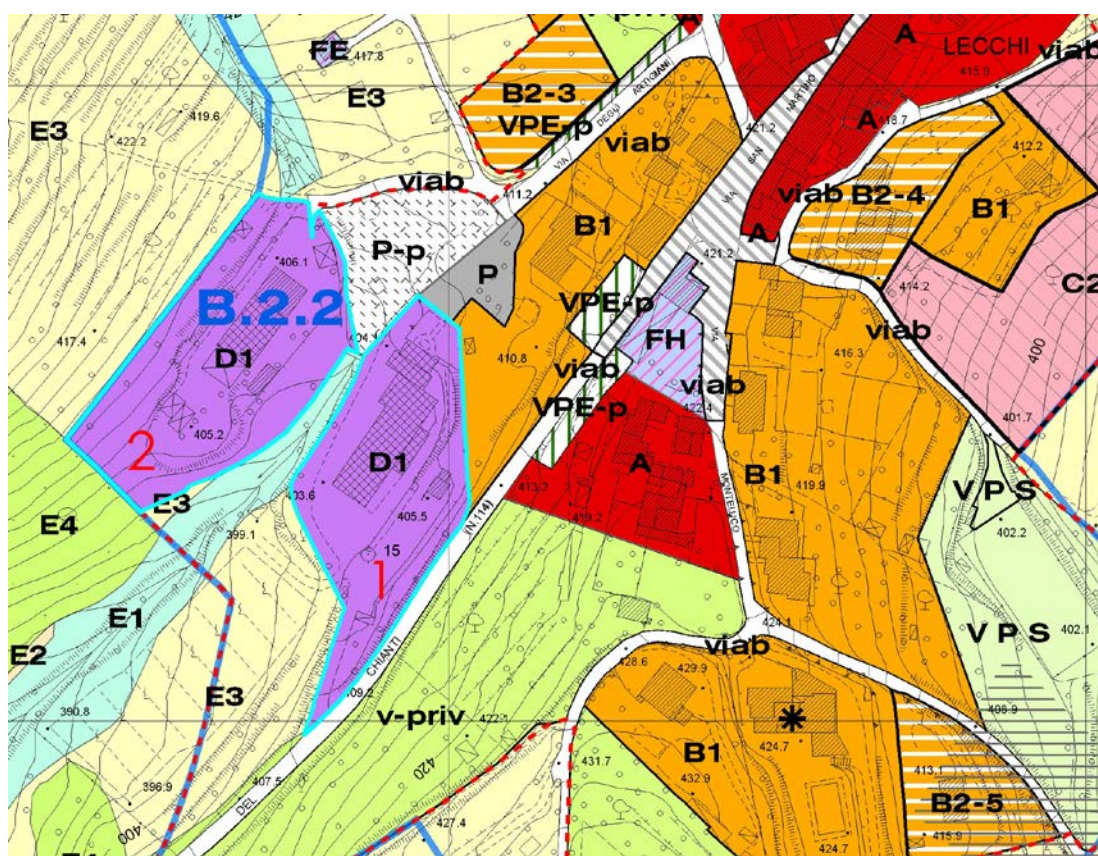 A
LECCHI
viab
415.9
FE
417.8
E3
B2-3
VPE-p
VIA
DEGLI
ARTIGIANI
viab
421.2
VIA
SAN
MARTINO
A
418.7
412.2
E3
419.6
422.2
viab
411.2
viab
B2-4
B1
B1
P-p
P
A
421.2
414.2
C2
406.1
B.2.2
VPE-p
FH
viab
400
417.4
D1
410.8
viab
VIA
viab
416.3
VPE-p
422.4
401.7
405.2
2
D1
A
B1
413.2
419.9
VPS
E3
403.6
405.5
(N.114)
419.2
MONTELUCO
402.2
E4
399.1
15
1
E1
424.1
VPS
402.1
E2
CHIANTI
viab
428.6
429.9
E3
409.2
390.8
v-priv
422.1
408.9
B1
424.7
420
431.7
407.5
432.9
413.1
396.9
DEL
B2-5
400
427.4
415.9
424.7